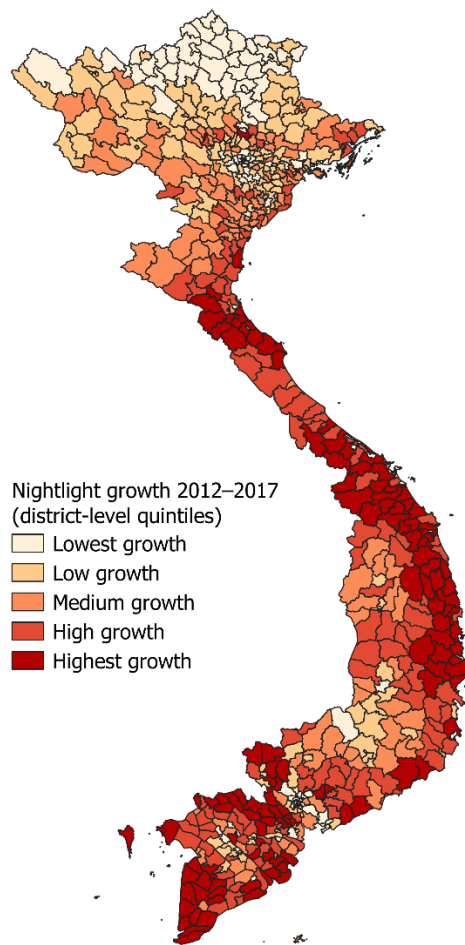 Nightlight growth 2012–2017
(district-level quintiles)
Lowest growth
Low growth
Medium growth
High growth
Highest growth